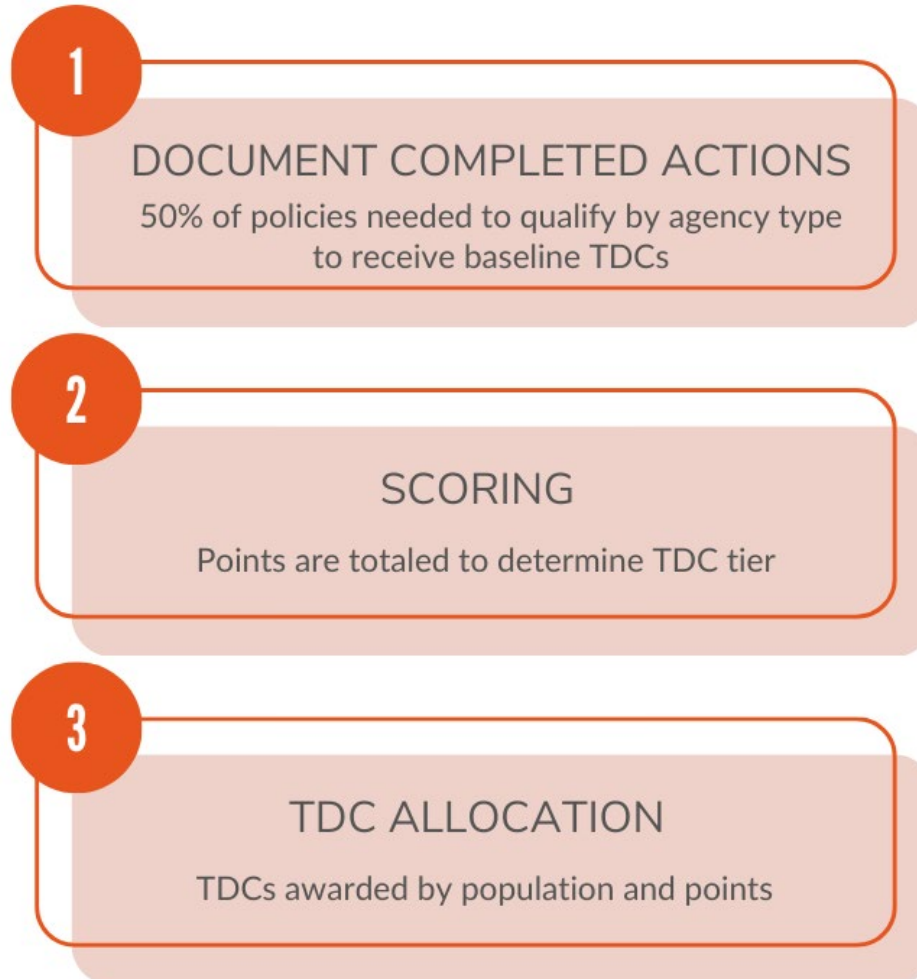 1
DOCUMENT COMPLETED ACTIONS
50% of policies needed to qualify by agency type
to receive baseline TDCs
2
SCORING
Points are totaled to determine TDC tier
3
TDC ALLOCATION
TDCs awarded by population and points